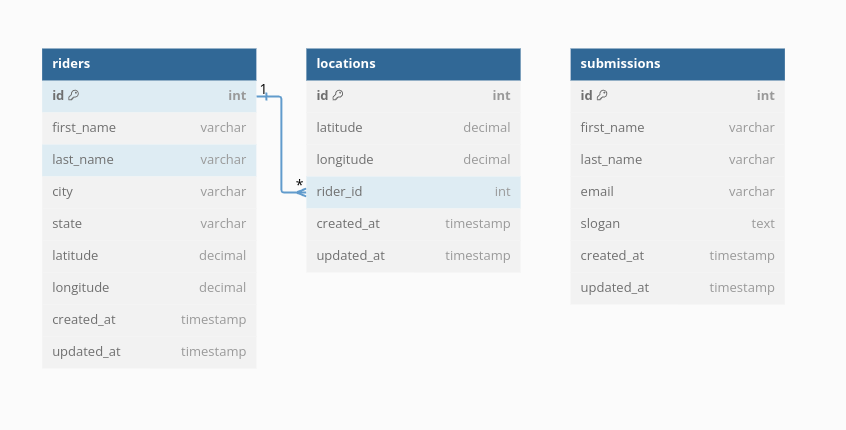 riders
id int
first_name varchar
last_name varchar
city varchar
state varchar
latitude decimal
longitude decimal
created_at timestamp
updated_at timestamp
1
*
locations
id int
latitude decimal
longitude decimal
rider_id int
created_at timestamp
updated_at timestamp
submissions
id int
first_name varchar
last_name varchar
email varchar
slogan text
created_at timestamp
updated_at timestamp